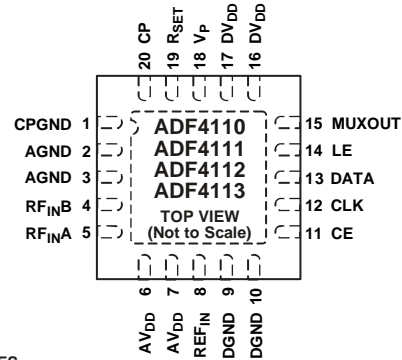 20 CP
19 RSET
18 VP
17 DVDD
16 DVDD
CPGND 1
AGND 2
AGND 3
RFINB 4
RFINA 5
ADF4110
ADF4111
ADF4112
ADF4113
TOP VIEW
(Not to Scale)
15 MUXOUT
14 LE
13 DATA
12 CLK
11 CE
AVDD 6
AVDD 7
REFIN 8
DGND 9
DGND 10